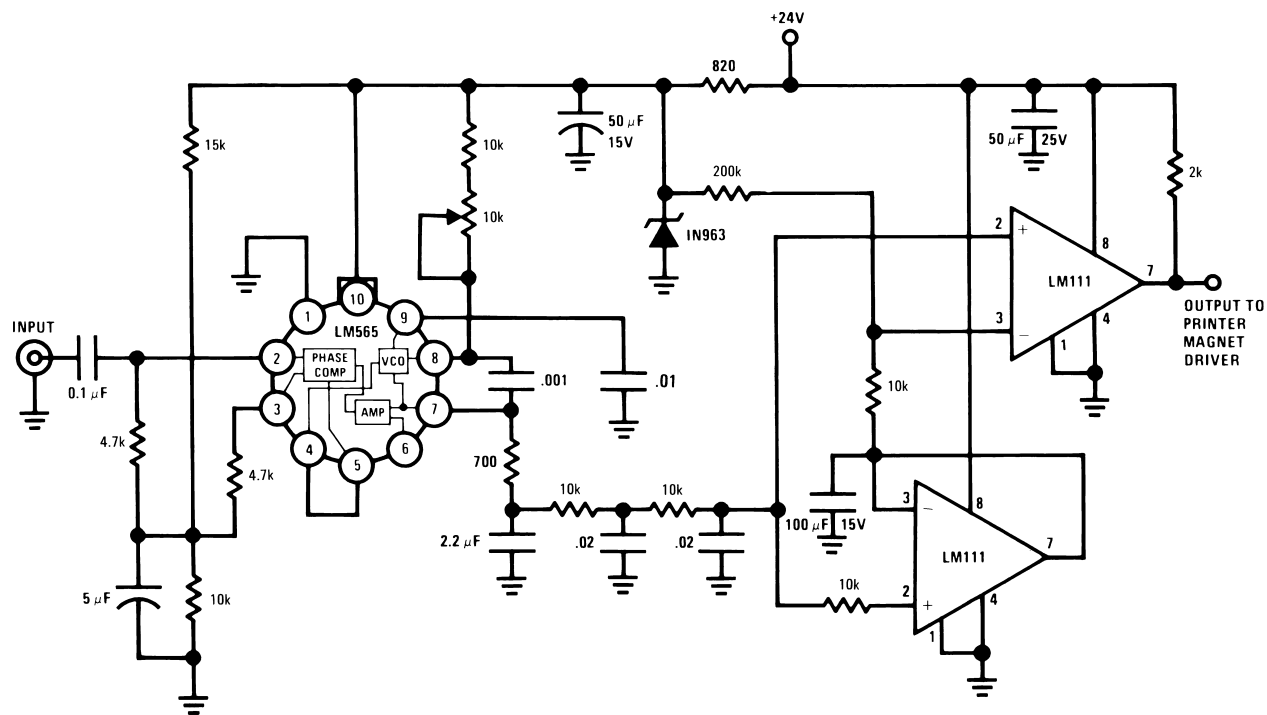 +24V
820
15k
10k
50 µF
15V
50 µF 25V
2k
200k
10k
IN963
2
+
8
LM111
7
3
−
4
1
OUTPUT TO
PRINTER
MAGNET
DRIVER
INPUT
0.1 µF
1
10
9
LM565
2
PHASE
COMP
VCO
8
.001
.01
3
AMP
7
4
5
6
10k
4.7k
4.7k
700
10k
10k
100 µF 15V
3
−
8
7
LM111
2.2 µF
.02
.02
5 µF
10k
10k
2
+
4
1